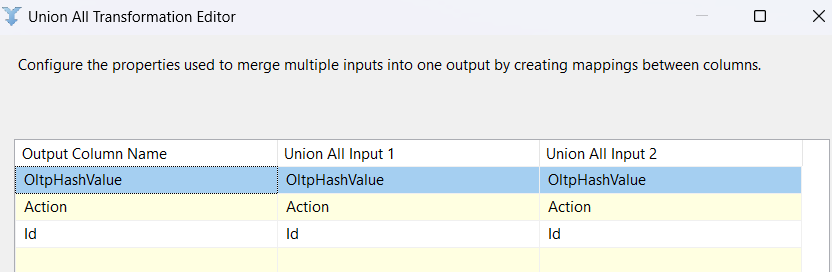 Union All Transformation Editor
Configure the properties used to merge multiple inputs into one output by creating mappings between columns.
Output Column Name Union All Input 1 Union All Input 2
OltpHashValue OltpHashValue OltpHashValue
Action Action Action
Id Id Id